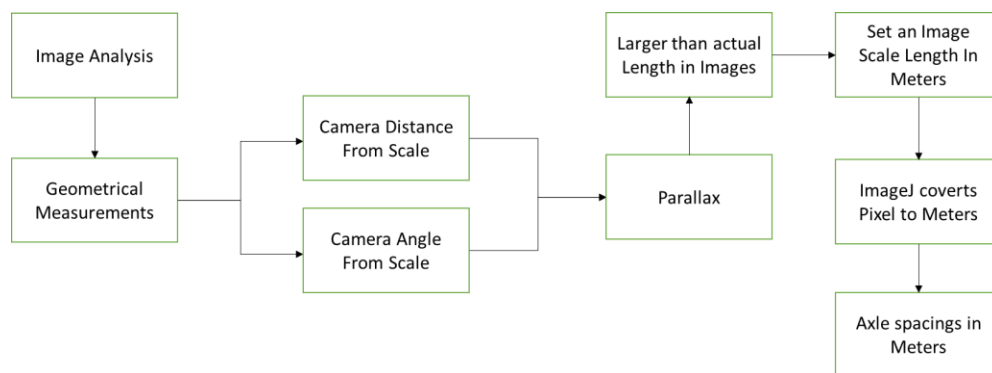 Image Analysis
Geometrical
Measurements
Camera Distance
From Scale
Camera Angle
From Scale
Parallax
Larger than actual
Length in Images
Set an Image
Scale Length In
Meters
ImageJ coverts
Pixel to Meters
Axle spacings in
Meters